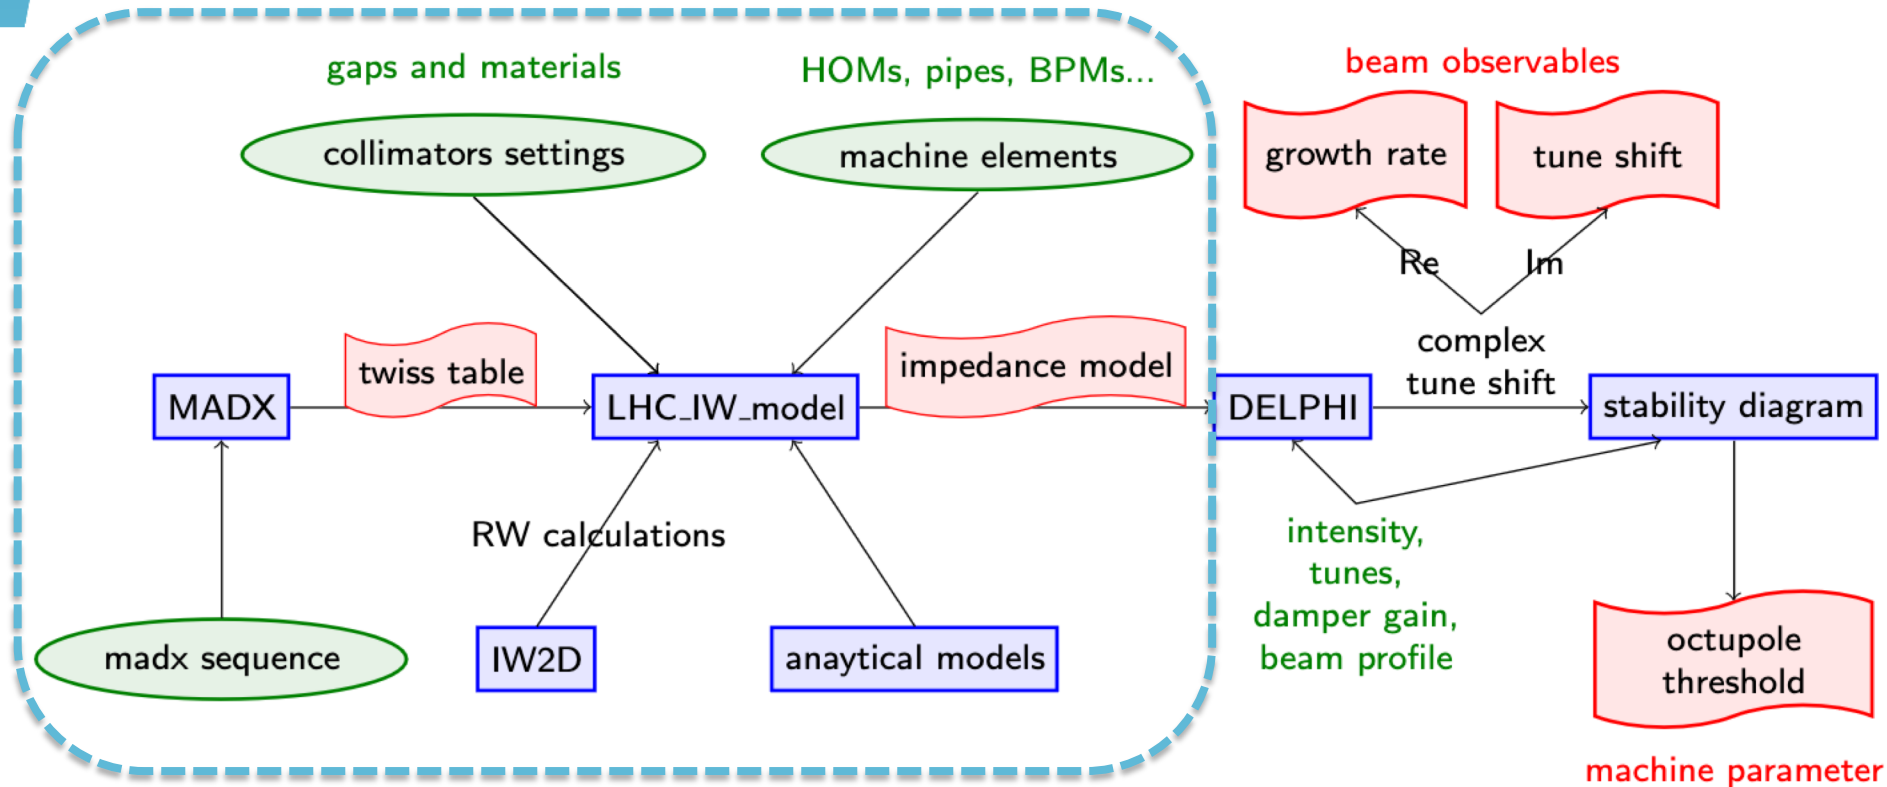 gaps and materials
HOMs, pipes, BPMs...
beam observables
collimators settings
machine elements
growth rate
tune shift
Re
Im
twiss table
impedance model
complex
tune shift
MADX
LHC_IW_model
DELPHI
stability diagram
RW calculations
intensity,
tunes,
damper gain,
beam profile
madx sequence
IW2D
anaytical models
octupole
threshold
machine parameter